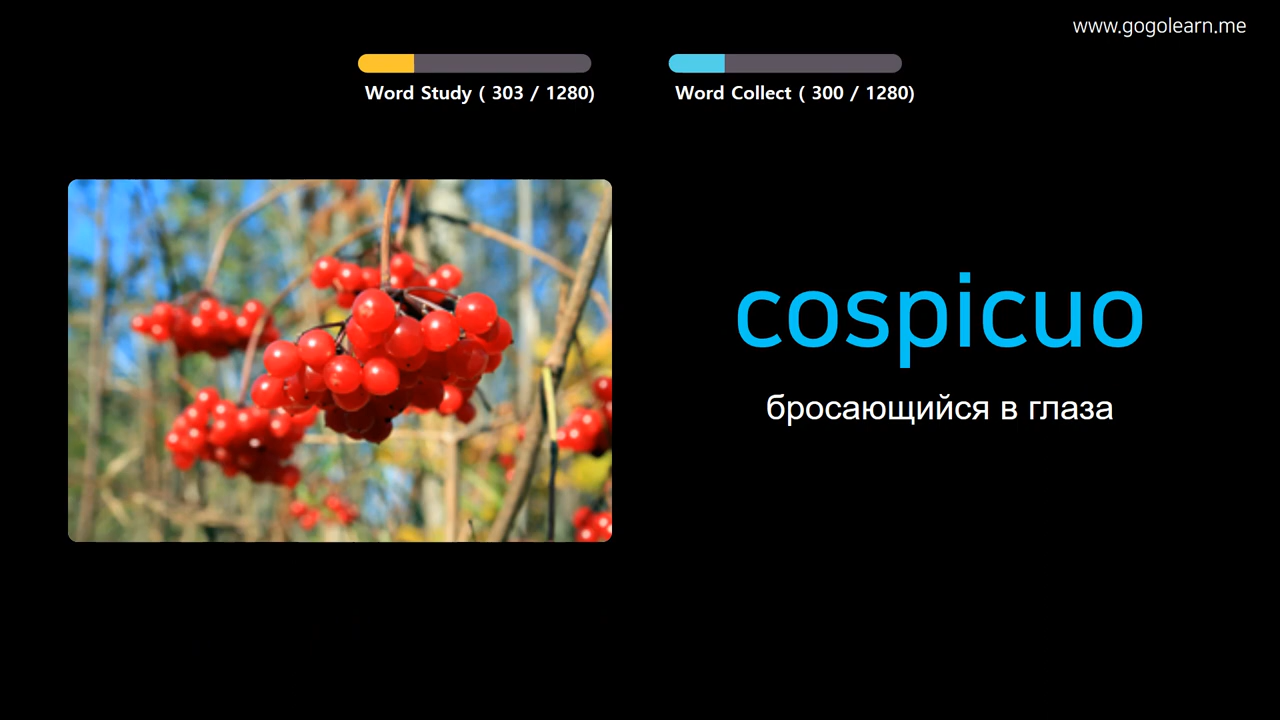 www.gogolearn.me
Word Study ( 303 / 1280)
Word Collect ( 300 / 1280)
cospicuo
бросающийся в глаза